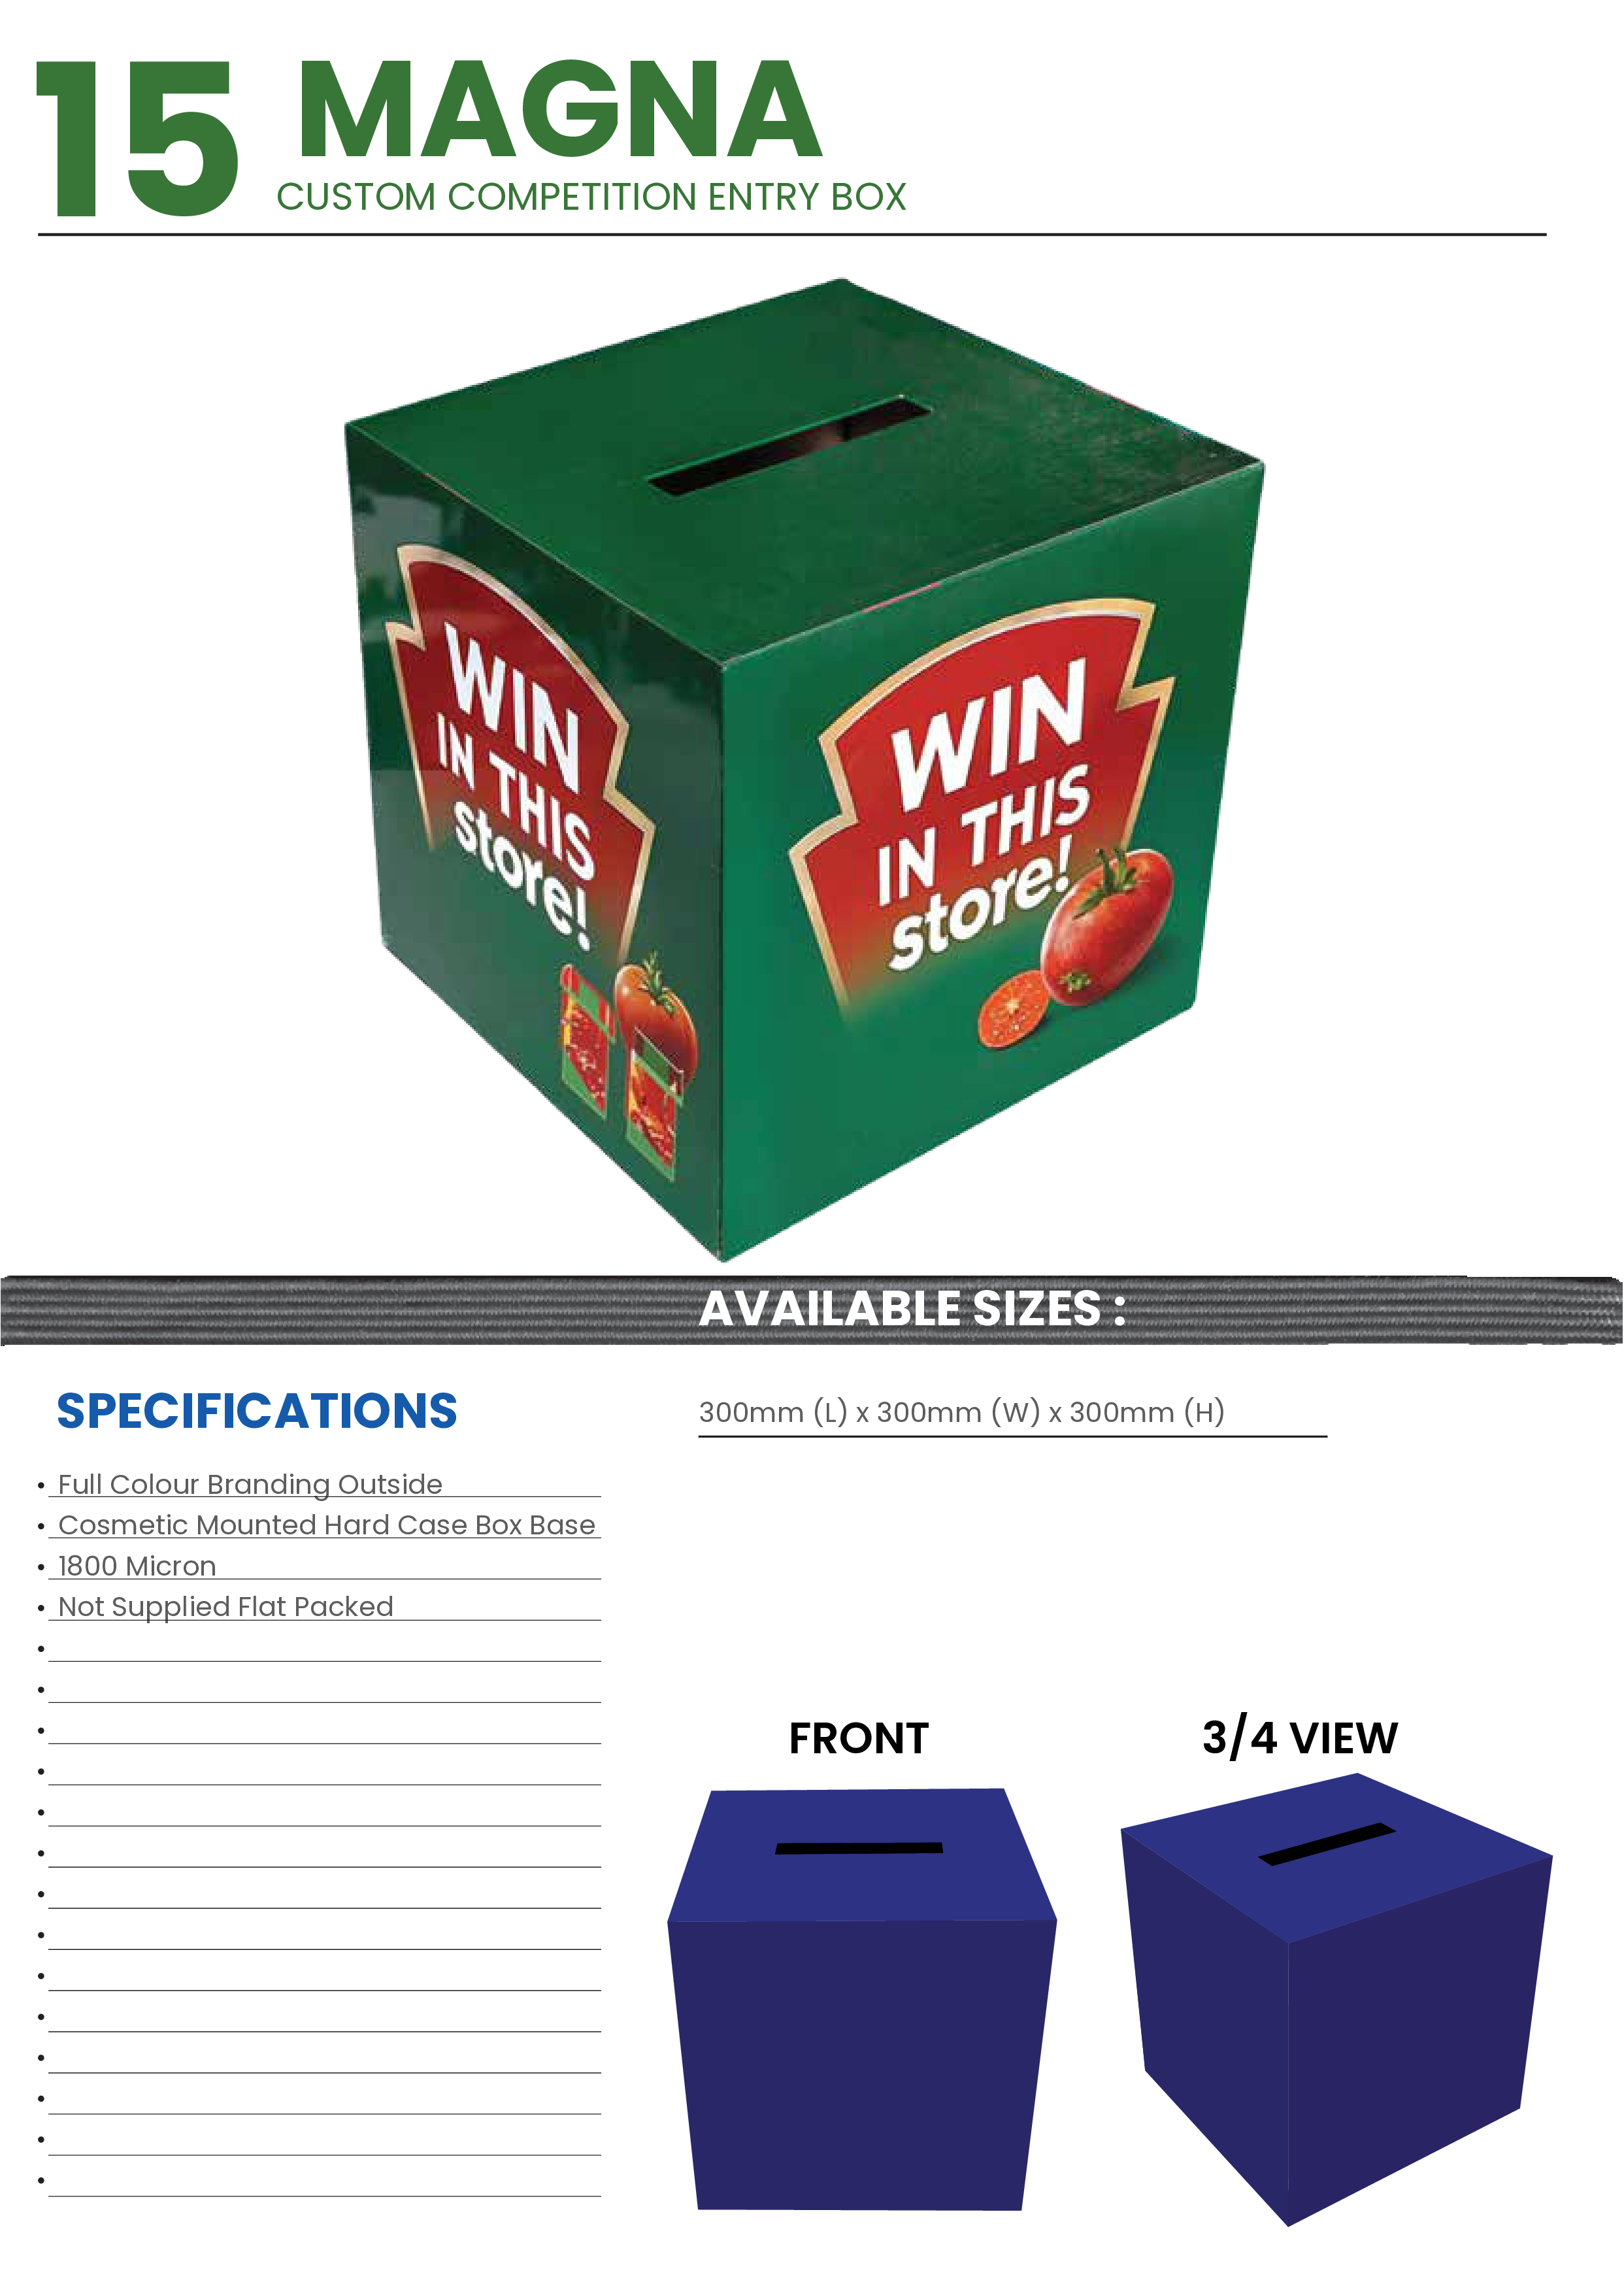 15 MAGNA
CUSTOM COMPETITION ENTRY BOX
WIN
IN THIS
store!
WIN
IN THIS
store!
AVAILABLE SIZES :
SPECIFICATIONS
• Full Colour Branding Outside
• Cosmetic Mounted Hard Case Box Base
• 1800 Micron
• Not Supplied Flat Packed
300mm (L) x 300mm (W) x 300mm (H)
FRONT
3/4 VIEW